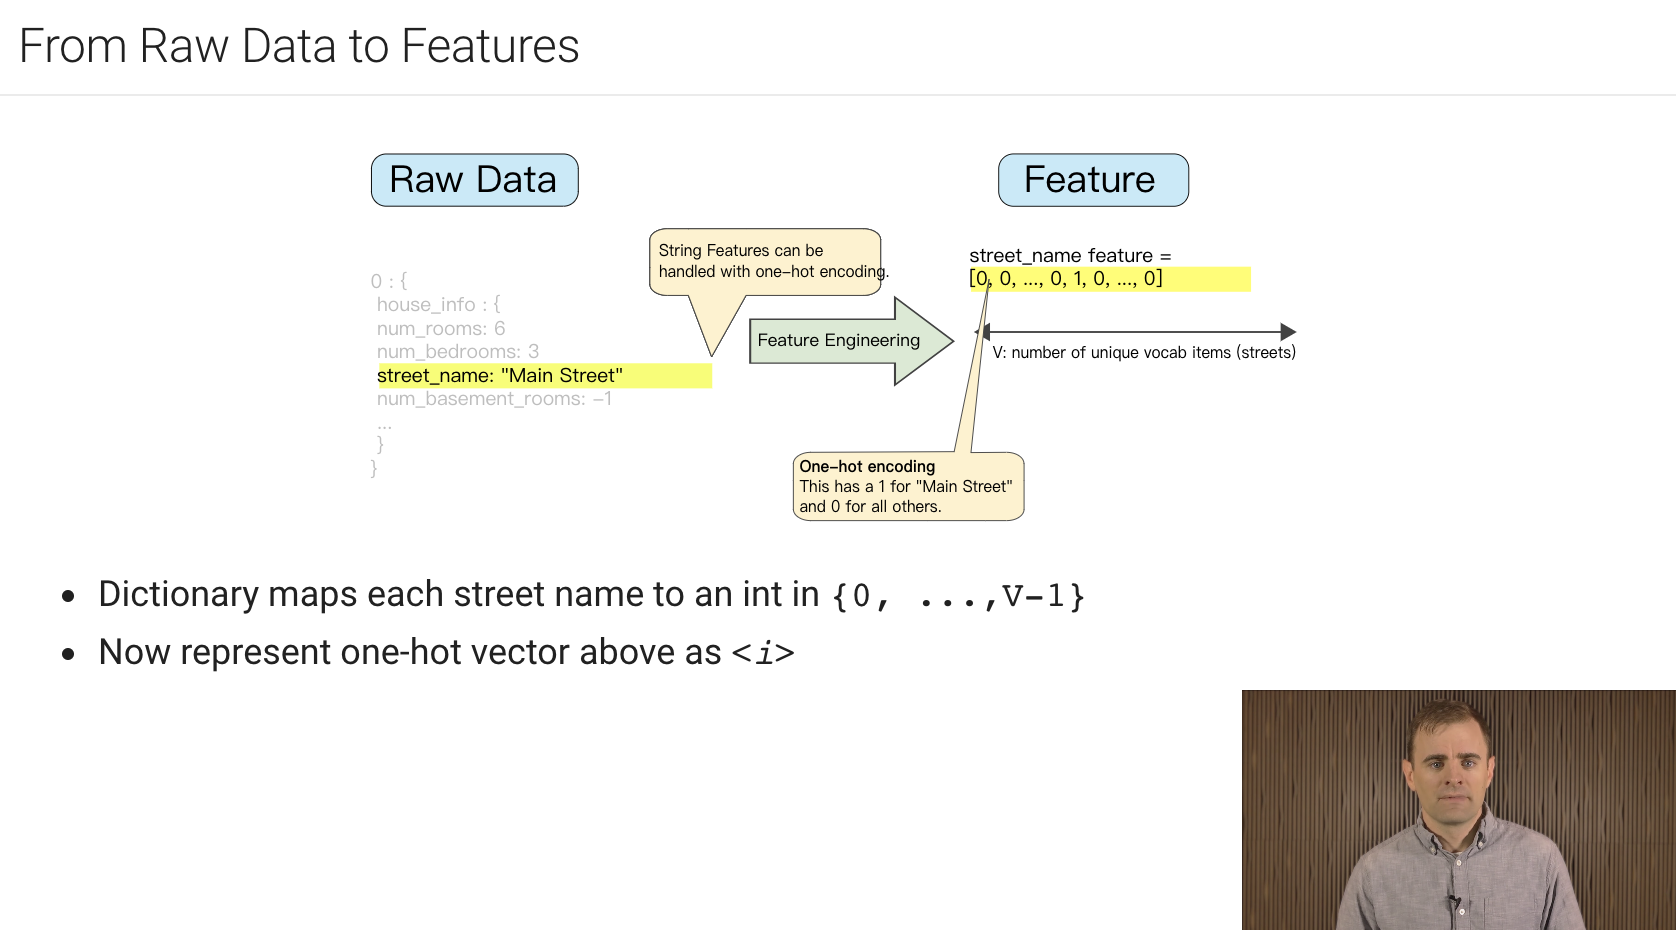 From Raw Data to Features
Raw Data
Feature
String Features can be
handled with one-hot encoding.
0 : {
house_info : {
num_rooms: 6
num_bedrooms: 3
street_name: "Main Street"
num_basement_rooms: -1
...
}
}
Feature Engineering
street_name feature =
[0, 0, ..., 0, 1, 0, ..., 0]
V: number of unique vocab items (streets)
One-hot encoding
This has a 1 for "Main Street"
and 0 for all others.
• Dictionary maps each street name to an int in {0, ...,V-1}
• Now represent one-hot vector above as <i>